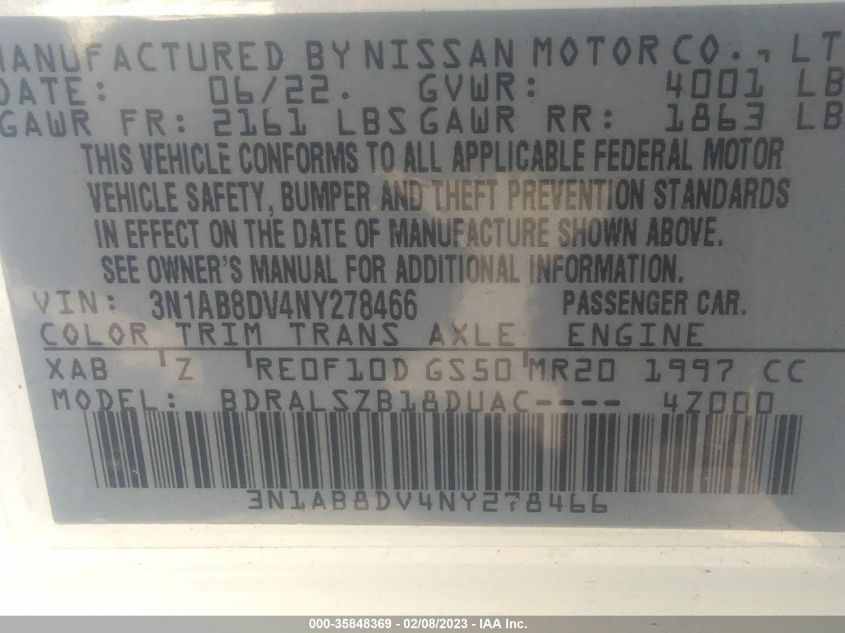 MANUFACTURED BY NISSAN MOTOR CO., LT
DATE: 06/22. GVWR: 4001 LB
GAWR FR: 2161 LBS GAWR RR: 1863 LB
THIS VEHICLE CONFORMS TO ALL APPLICABLE FEDERAL MOTOR
VEHICLE SAFETY, BUMPER AND THEFT PREVENTION STANDARDS
IN EFFECT ON THE DATE OF MANUFACTURE SHOWN ABOVE.
SEE OWNER'S MANUAL FOR ADDITIONAL INFORMATION.
VIN: 3N1AB8DV4NY278466 PASSENGER CAR.
COLOR TRIM TRANS AXLE ENGINE
XAB Z RE0F10D GS50 MR20 1997 CC
MODEL: BDRALSZB18DUAC---- 4Z000
3N1AB8DV4NY278466
000-35848369 - 02/08/2023 - IAA Inc.